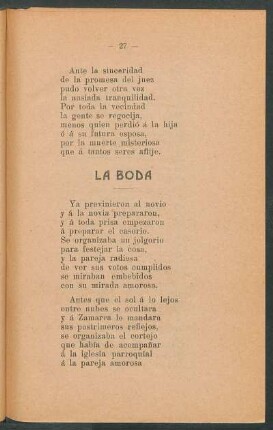 — 27 —
Ante la sinceridad
de la promesa del juez
pudo volver otra vez
la ansiada tranquilidad.
Por toda la vecindad
la gente se regocija,
menos quien perdió á la hija
ó á su futura esposa,
por la muerte misteriosa
que á tantos seres aflije.
LA BODA
Ya previnieron al novio
y á la novia prepararon,
y á toda prisa empezaron
á preparar el casorio.
Se organizaba un jolgorio
para festejar la cosa,
y la pareja radiosa
de ver sus votos cumplidos
se miraban embebidos
con su mirada amorosa.
Antes que el sol á lo lejos
entre nubes se ocultara
y á Zamarra le mandara
sus postrimeros reflejos,
se organizaba el cortejo
que había de acompañar
á la iglesia parroquial
á la pareja amorosa